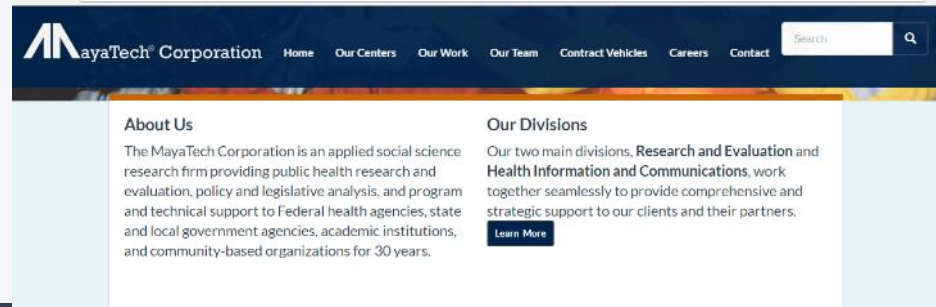 MayaTech® Corporation
Home Our Centers Our Work Our Team Contract Vehicles Careers Contact Search
About Us
The MayaTech Corporation is an applied social science
research firm providing public health research and
evaluation, policy and legislative analysis, and program
and technical support to Federal health agencies, state
and local government agencies, academic institutions,
and community-based organizations for 30 years.
Our Divisions
Our two main divisions, Research and Evaluation and
Health Information and Communications, work
together seamlessly to provide comprehensive and
strategic support to our clients and their partners.
Learn More